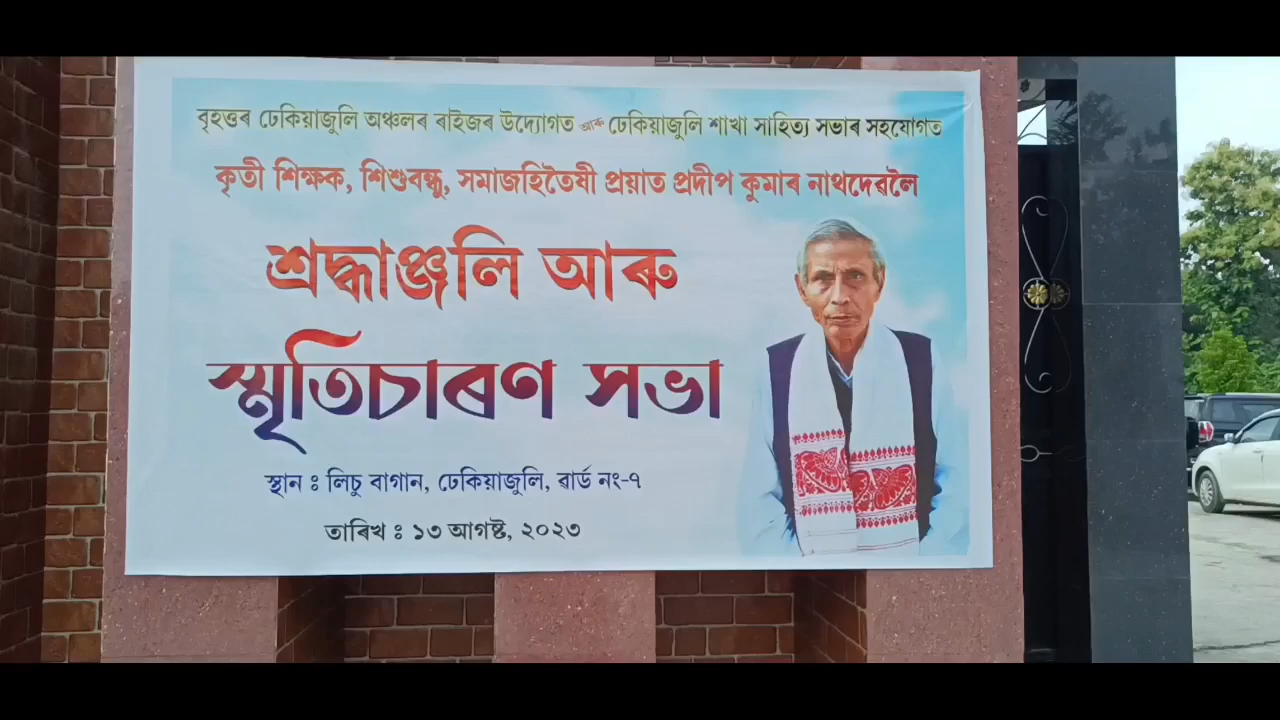 বৃহত্তৰ ঢেকিয়াজুলি অঞ্চলৰ ৰাইজৰ উদ্যোগত আৰু ঢেকিয়াজুলি শাখা সাহিত্য সভাৰ সহযোগত
কৃতী শিক্ষক, শিশুবন্ধু, সমাজহিতৈষী প্ৰয়াত প্ৰদীপ কুমাৰ নাথদেৱলৈ
শ্ৰদ্ধাঞ্জলি আৰু
স্মৃতিচাৰণ সভা
স্থান ঃ লিচু বাগান, ঢেকিয়াজুলি, ৱাৰ্ড নং-৭
তাৰিখ ঃ ১৩ আগষ্ট, ২০২৩